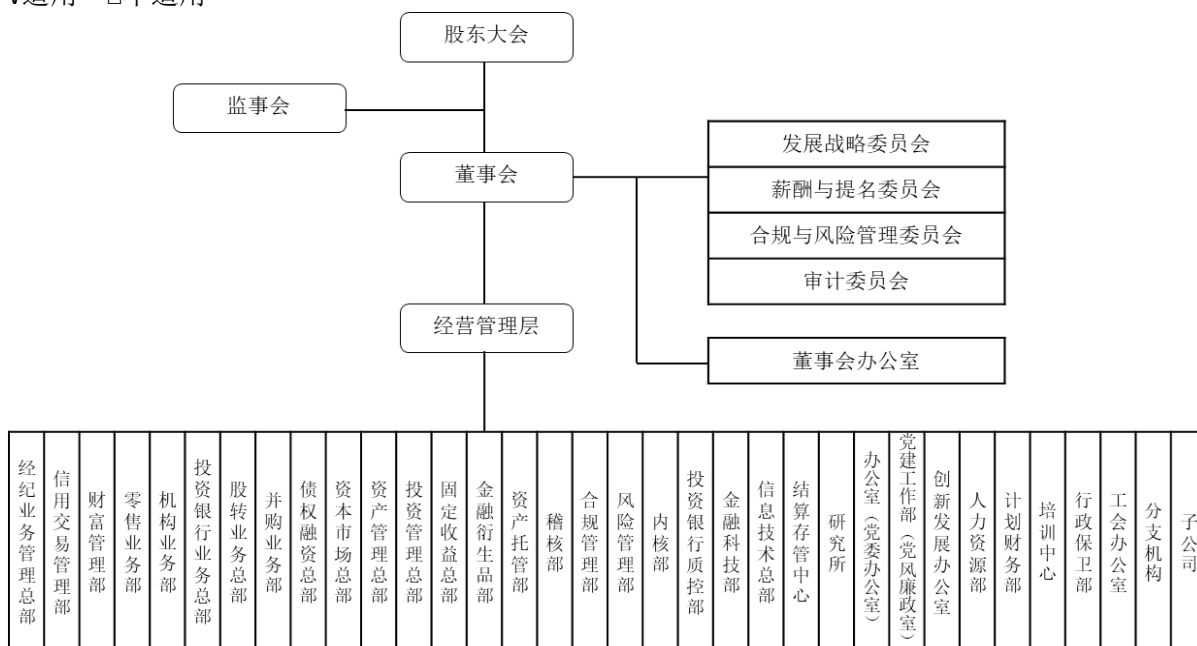 股东大会
监事会
董事会
发展战略委员会
薪酬与提名委员会
合规与风险管理委员会
审计委员会
经营管理层
董事会办公室
经纪业务管理总部
信用交易管理部
财富管理部
零售业务部
机构业务部
投资银行业务总部
股转业务总部
并购业务部
债权融资总部
资本市场总部
资产管理总部
投资管理总部
固定收益总部
金融衍生品部
资产托管部
稽核部
合规管理部
风险管理部
内核部
投资银行质控部
金融科技部
信息技术总部
结算存管中心
研究所
办公室（党委办公室）
党建工作部（党风廉政室）
创新发展办公室
人力资源部
计划财务部
培训中心
行政保卫部
工会办公室
分支机构
子公司